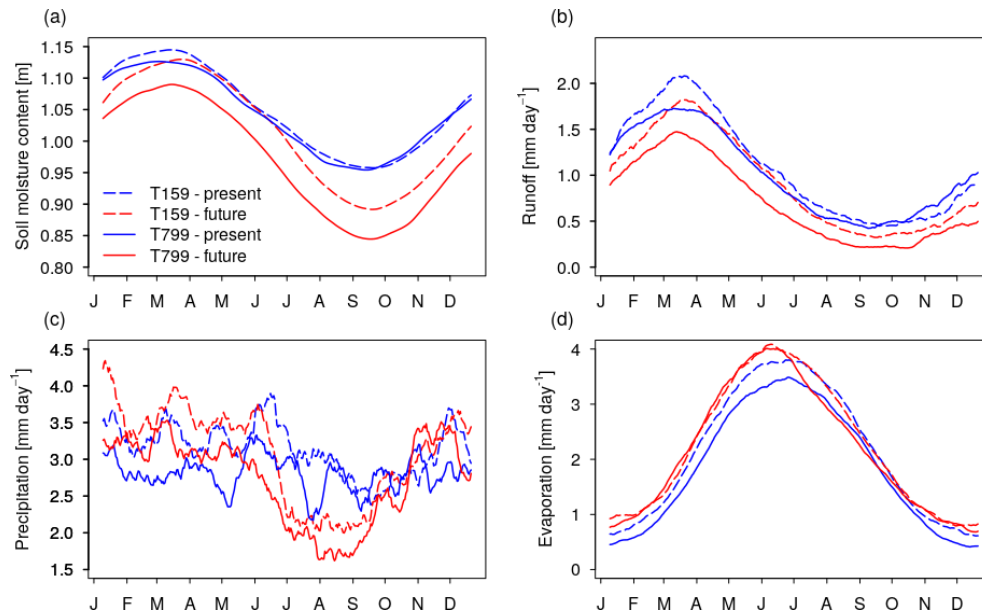 (a)
Soil moisture content [m]
1.15
1.10
1.05
1.00
0.95
0.90
0.85
0.80
T159 - present
T159 - future
T799 - present
T799 - future
J F M A M J J A S O N D
(b)
Runoff [mm day⁻¹]
2.0
1.5
1.0
0.5
0.0
J F M A M J J A S O N D
(c)
Precipitation [mm day⁻¹]
4.5
4.0
3.5
3.0
2.5
2.0
1.5
J F M A M J J A S O N D
(d)
Evaporation [mm day⁻¹]
4
3
2
1
0
J F M A M J J A S O N D